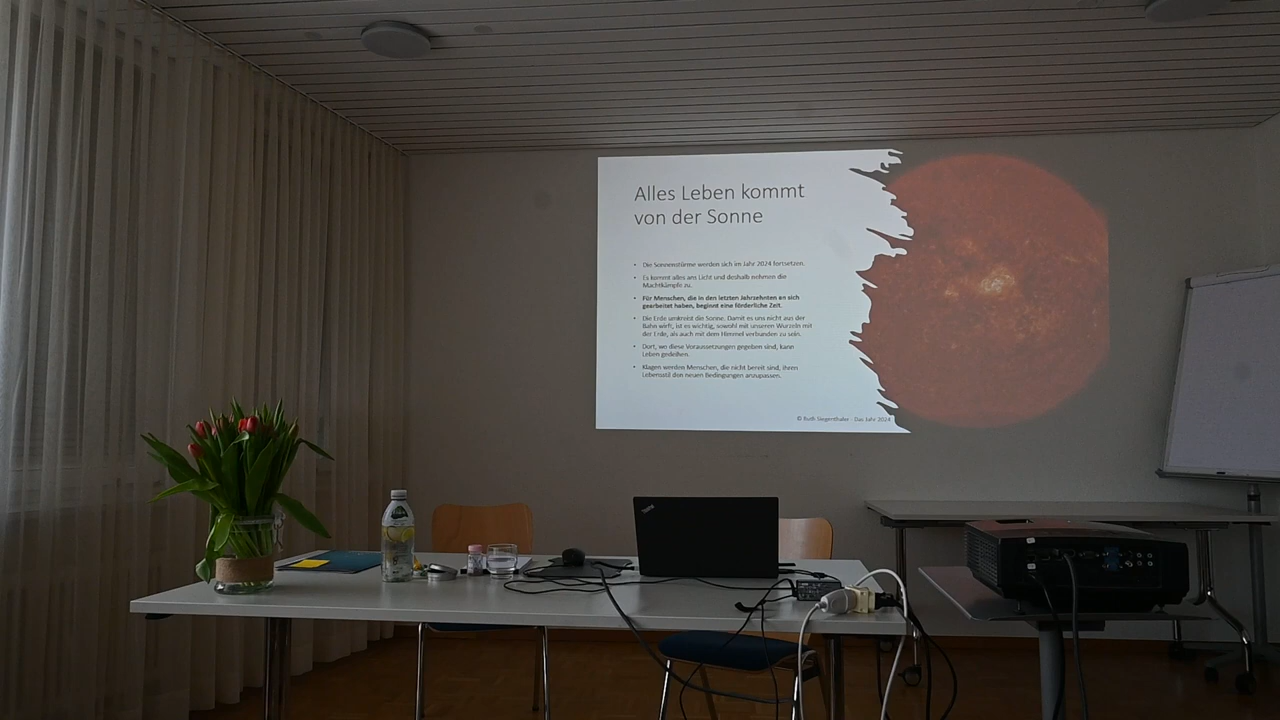 Alles Leben kommt
von der Sonne
• Die Sonnenstürme werden sich im Jahr 2024 fortsetzen.
• Es kommt alles ans Licht und deshalb nehmen die
Machtkämpfe zu.
• Für Menschen, die in den letzten Jahrzehnten an sich
gearbeitet haben, beginnt eine förderliche Zeit.
• Die Erde umkreist die Sonne. Damit es uns nicht aus der
Bahn wirft, ist es wichtig, sowohl mit unseren Wurzeln mit
der Erde, als auch mit dem Himmel verbunden zu sein.
• Dort, wo diese Voraussetzungen gegeben sind, kann
Leben gedeihen.
• Klagen werden Menschen, die nicht bereit sind, ihren
Lebensstil den neuen Bedingungen anzupassen.
© Ruth Siegenthaler - Das Jahr 2024
ThinkPad